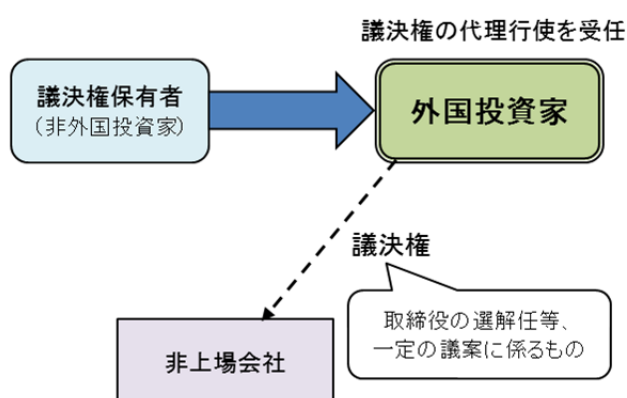 議決権の代理行使を受任
議決権保有者
（非外国投資家）
外国投資家
議決権
取締役の選解任等、
一定の議案に係るもの
非上場会社